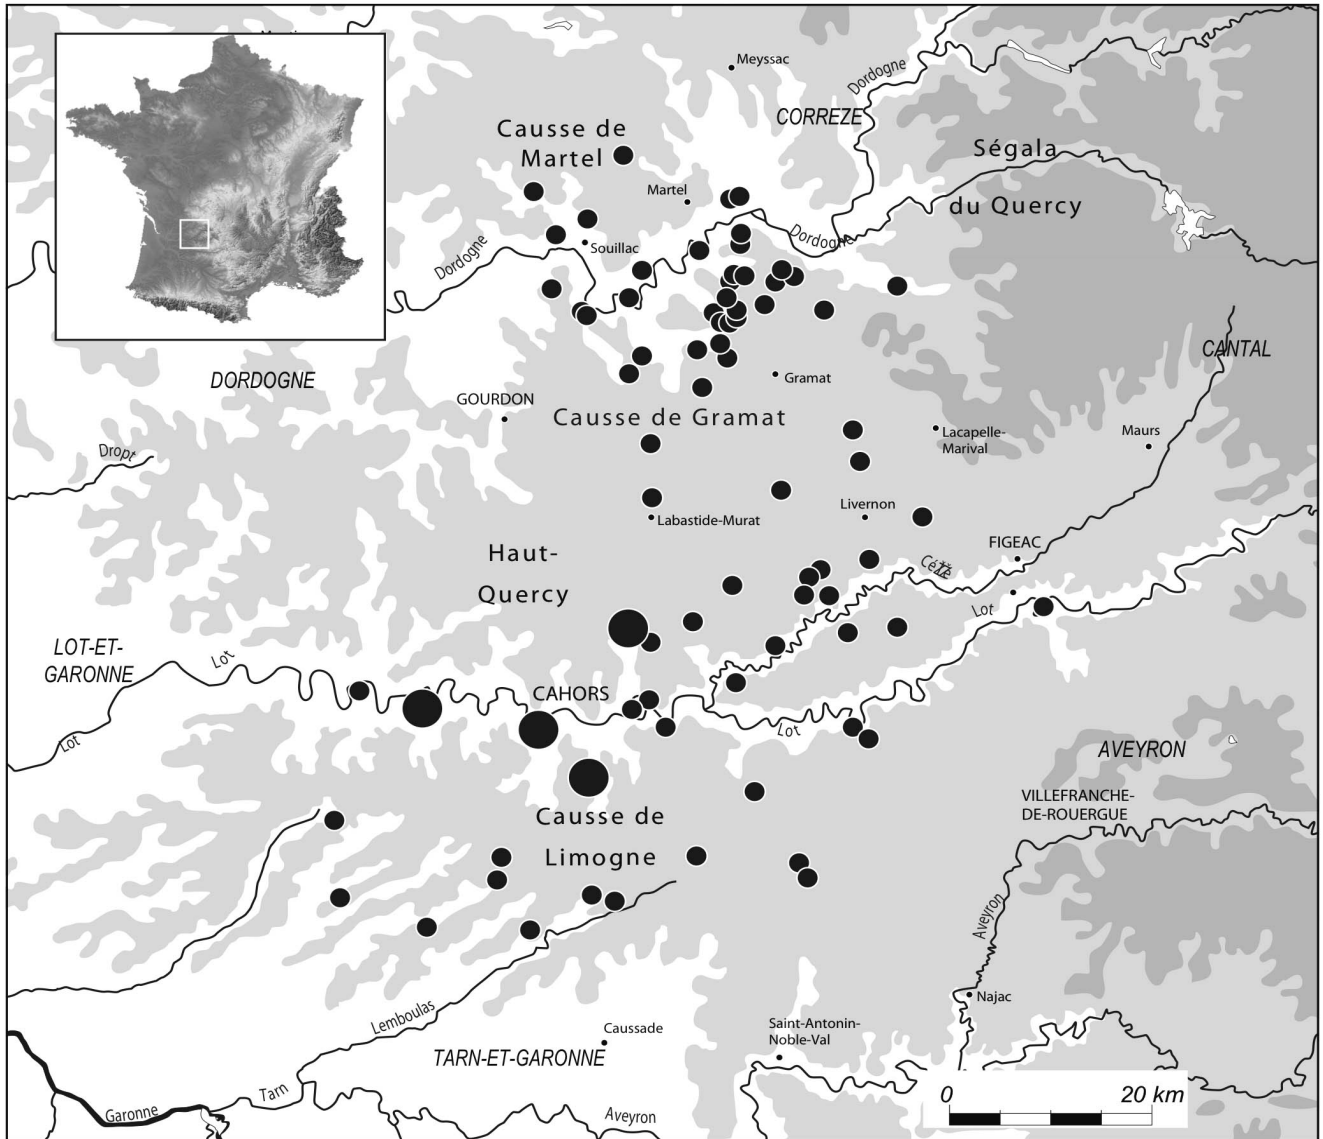 Meyssac
Dordogne
CORREZE
Causse de
Martel
Ségala
du Quercy
Martel
Dordogne
Souillac
Dordogne
CANTAL
DORDOGNE
Gramat
GOURDON
Causse de Gramat
Lacapelle-
Marival
Maurs
Dropt
Livernon
Labastide-Murat
FIGEAC
Haut-
Quercy
Lot
LOT-ET-
GARONNE
Lot
CAHORS
Lot
Lot
AVEYRON
VILLEFRANCHE-
DE-ROUERGUE
Causse de
Limogne
Aveyron
Najac
Lemboulas
Caussade
Saint-Antonin-
Noble-Val
TARN-ET-GARONNE
0 20 km
Tarn
Garonne
Aveyron